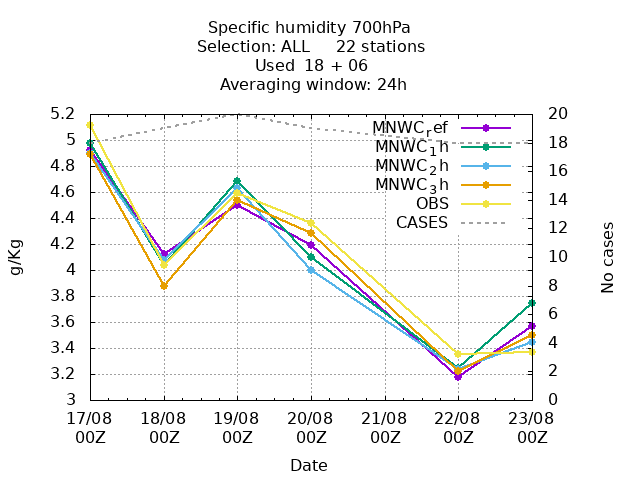 Specific humidity 700hPa
Selection: ALL     22 stations
Used  18 + 06
Averaging window: 24h
5.2
5
4.8
4.6
4.4
4.2
4
3.8
3.6
3.4
3.2
3
g/Kg
MNWC_ref
MNWC_1h
MNWC_2h
MNWC_3h
OBS
CASES
20
18
16
14
12
10
8
6
4
2
0
No cases
17/08 18/08 19/08 20/08 21/08 22/08 23/08
00Z 00Z 00Z 00Z 00Z 00Z 00Z
Date